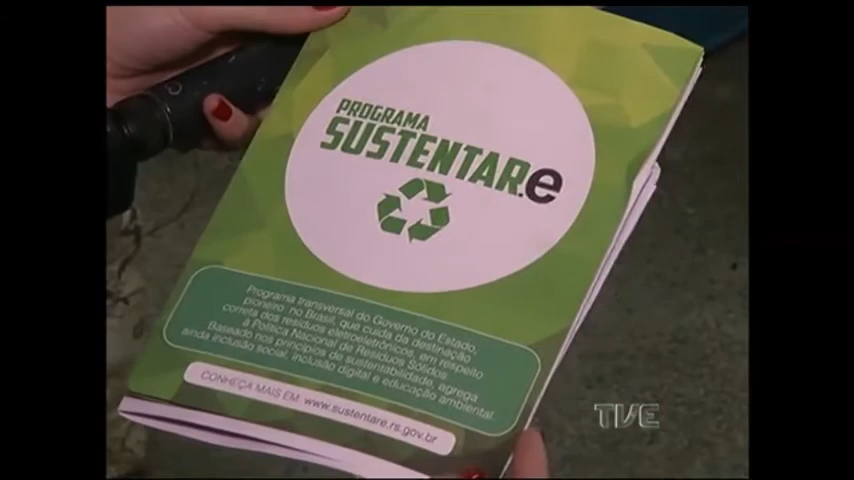 PROGRAMA
SUSTENTAR.e
Programa transversal do Governo do Estado,
pioneiro no Brasil, que cuida da destinação
correta dos resíduos eletroeletrônicos, em respeito
à Política Nacional de Resíduos Sólidos.
Baseado nos princípios de sustentabilidade, agrega
ainda inclusão social, inclusão digital e educação ambiental.
CONHEÇA MAIS EM: www.sustentare.rs.gov.br
TVE